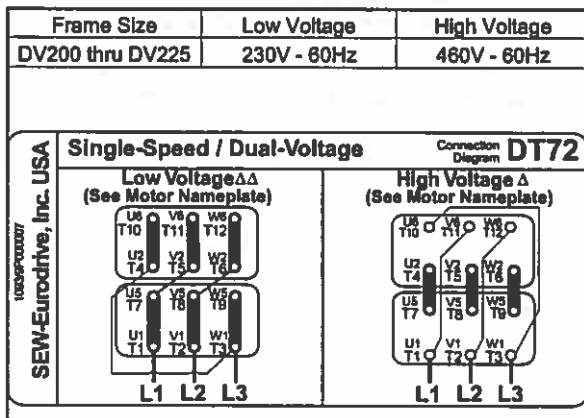 Frame Size Low Voltage High Voltage
DV200 thru DV225 230V - 60Hz 460V - 60Hz
SEW-Eurodrive, Inc. USA
Single-Speed / Dual-Voltage Connection Diagram DT72
Low Voltage ΔΔ
(See Motor Nameplate)
U6 V6 W6
T10 T11 T12
U2 V2 W2
T4 T5 T6
U5 V5 W5
T7 T8 T9
U1 V1 W1
T1 T2 T3
L1 L2 L3
High Voltage Δ
(See Motor Nameplate)
U6 V6 W6
T10 T11 T12
U2 V2 W2
T4 T5 T6
U5 V5 W5
T7 T8 T9
U1 V1 W1
T1 T2 T3
L1 L2 L3